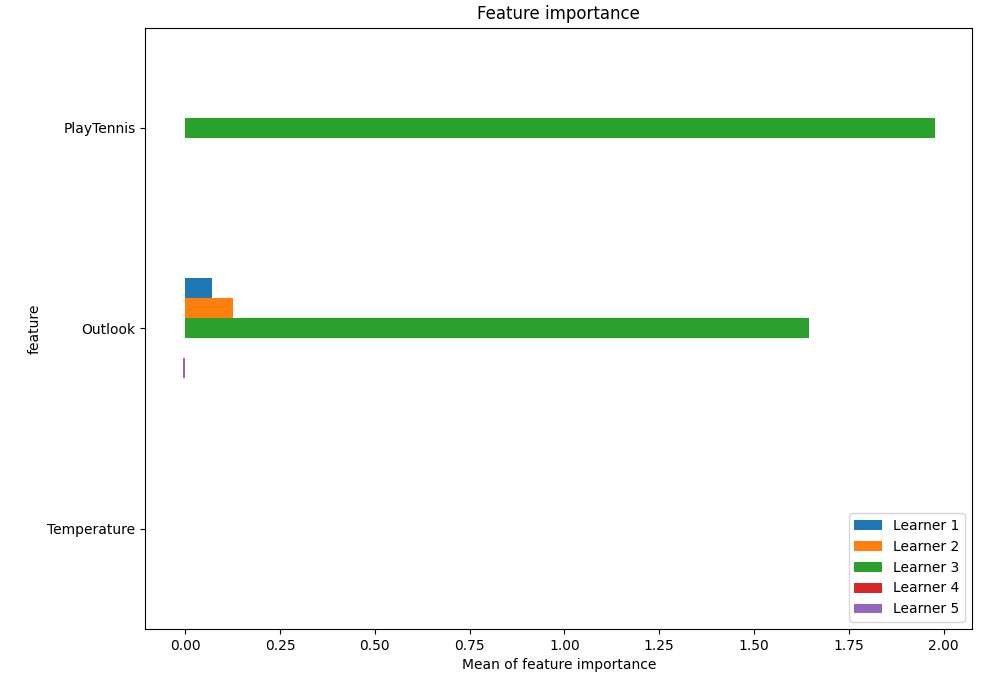 Feature importance
PlayTennis
Outlook
Temperature
feature
0.00 0.25 0.50 0.75 1.00 1.25 1.50 1.75 2.00
Mean of feature importance
Learner 1
Learner 2
Learner 3
Learner 4
Learner 5